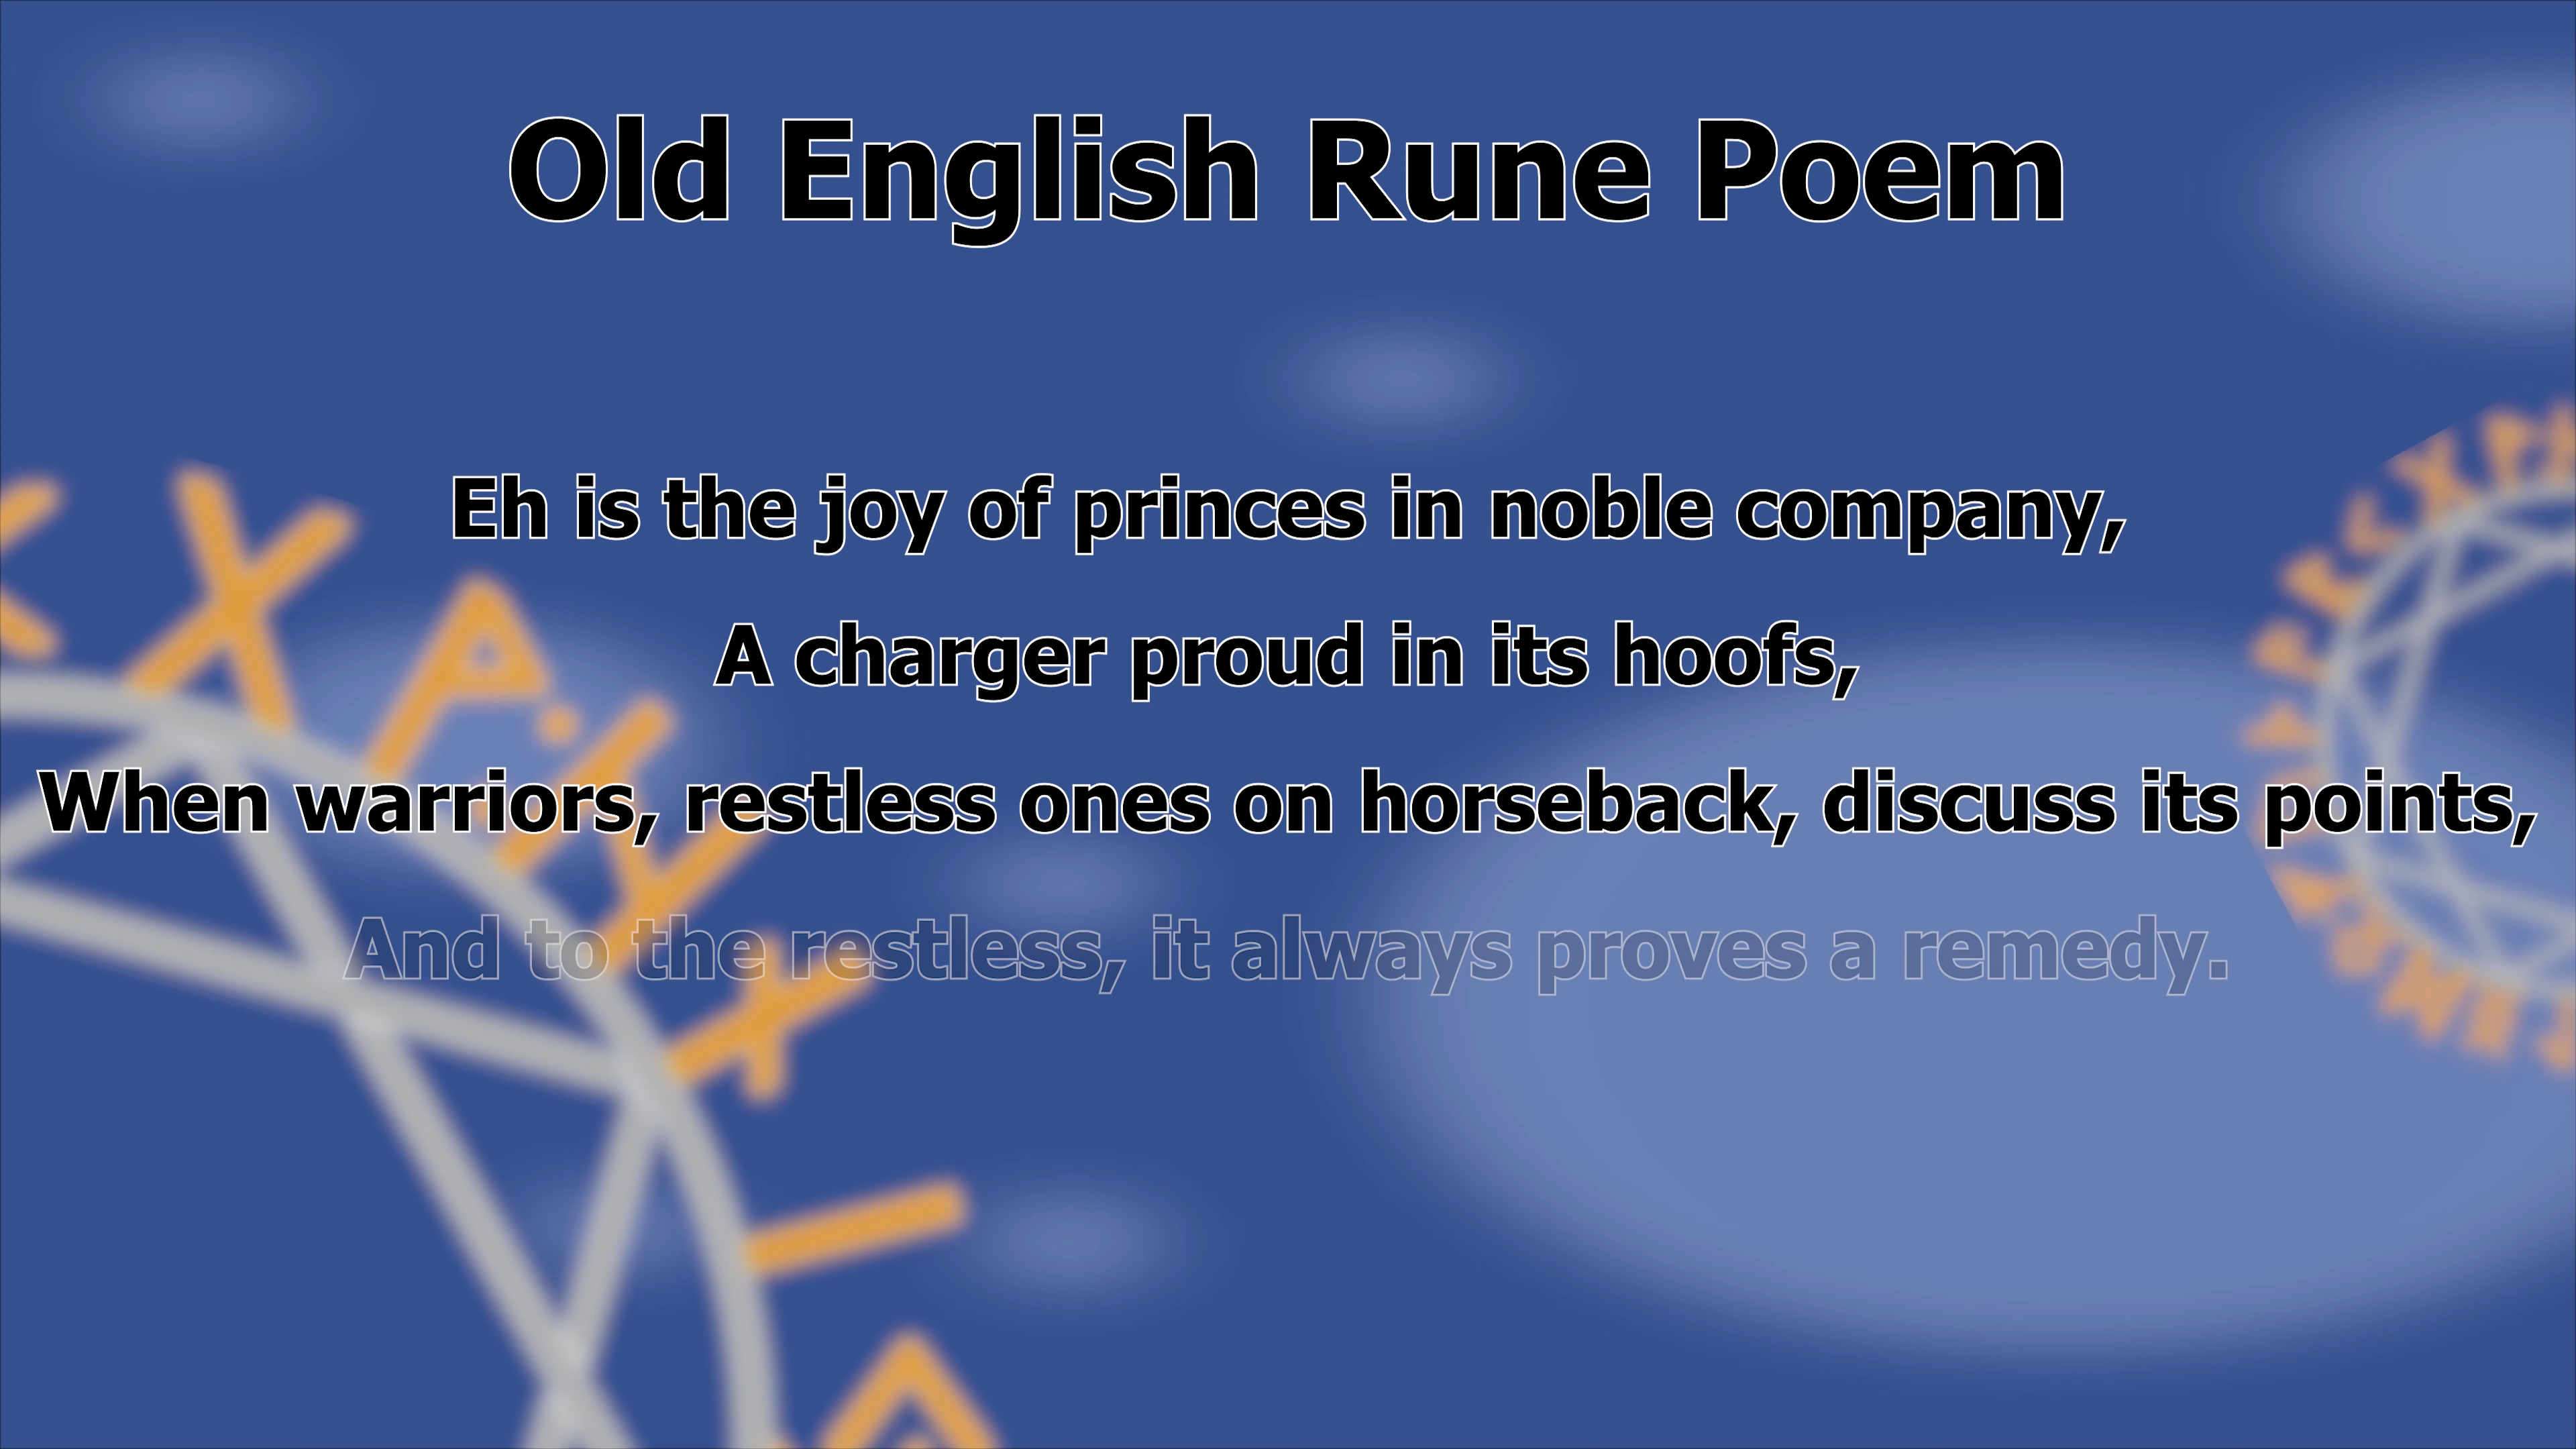 Old English Rune Poem
Eh is the joy of princes in noble company,
A charger proud in its hoofs,
When warriors, restless ones on horseback, discuss its points,
And to the restless, it always proves a remedy.